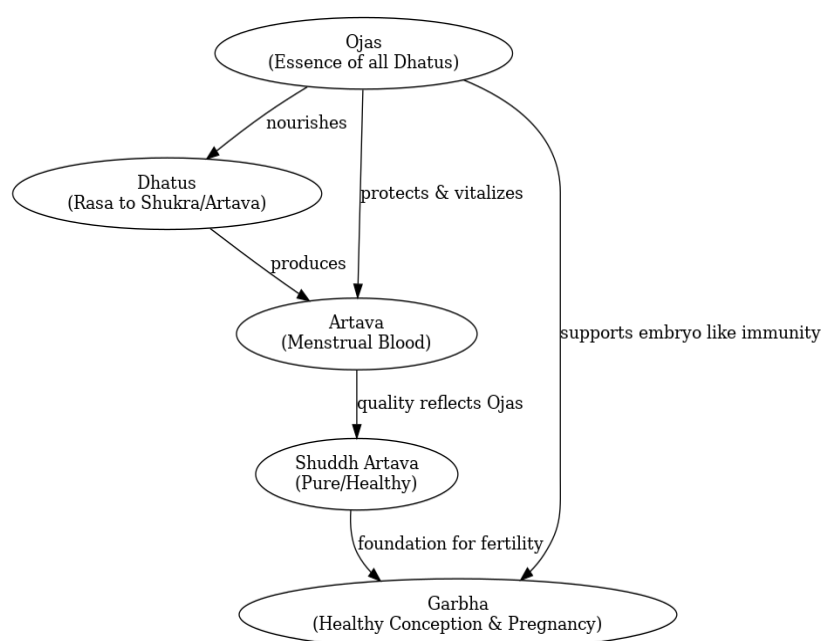 Ojas
(Essence of all Dhatus)
nourishes
Dhatus
(Rasa to Shukra/Artava)
protects & vitalizes
produces
Artava
(Menstrual Blood)
supports embryo like immunity
quality reflects Ojas
Shuddh Artava
(Pure/Healthy)
foundation for fertility
Garbha
(Healthy Conception & Pregnancy)